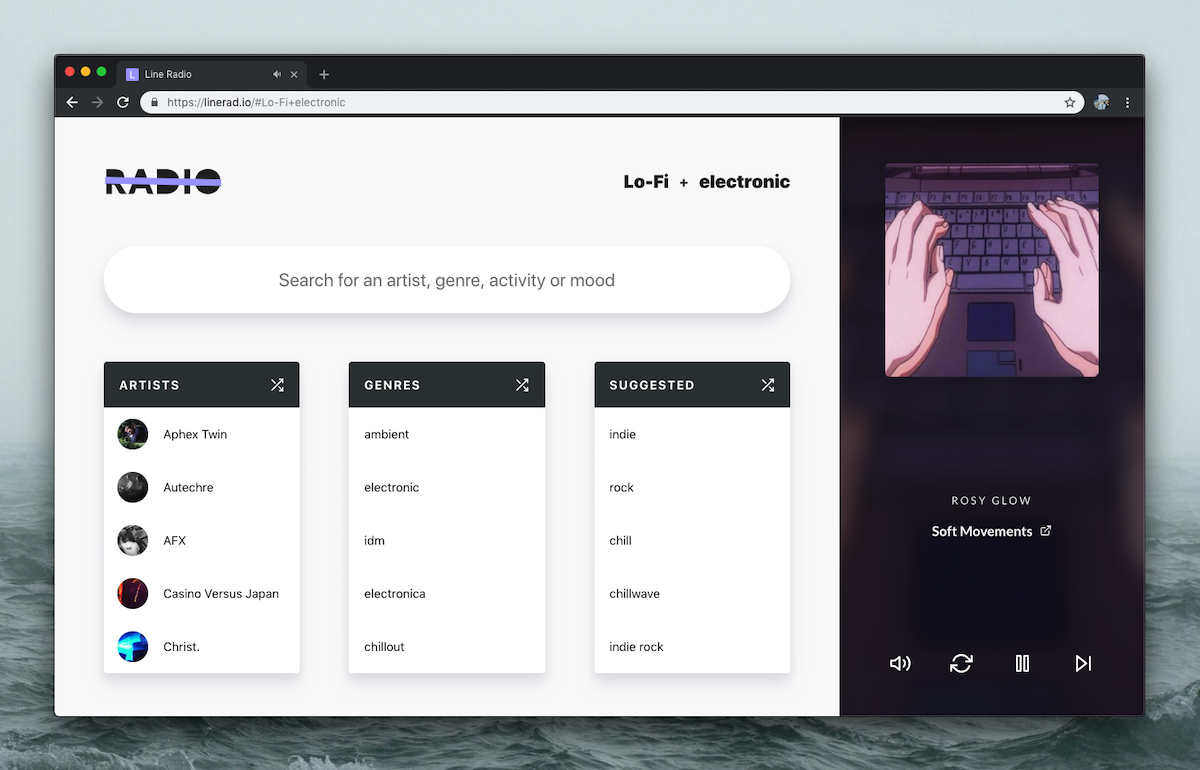 L Line Radio
https://linerad.io/#Lo-Fi+electronic
RADIO
Lo-Fi + electronic
Search for an artist, genre, activity or mood
ARTISTS
Aphex Twin
Autechre
AFX
Casino Versus Japan
Christ.
GENRES
ambient
electronic
idm
electronica
chillout
SUGGESTED
indie
rock
chill
chillwave
indie rock
ROSY GLOW
Soft Movements